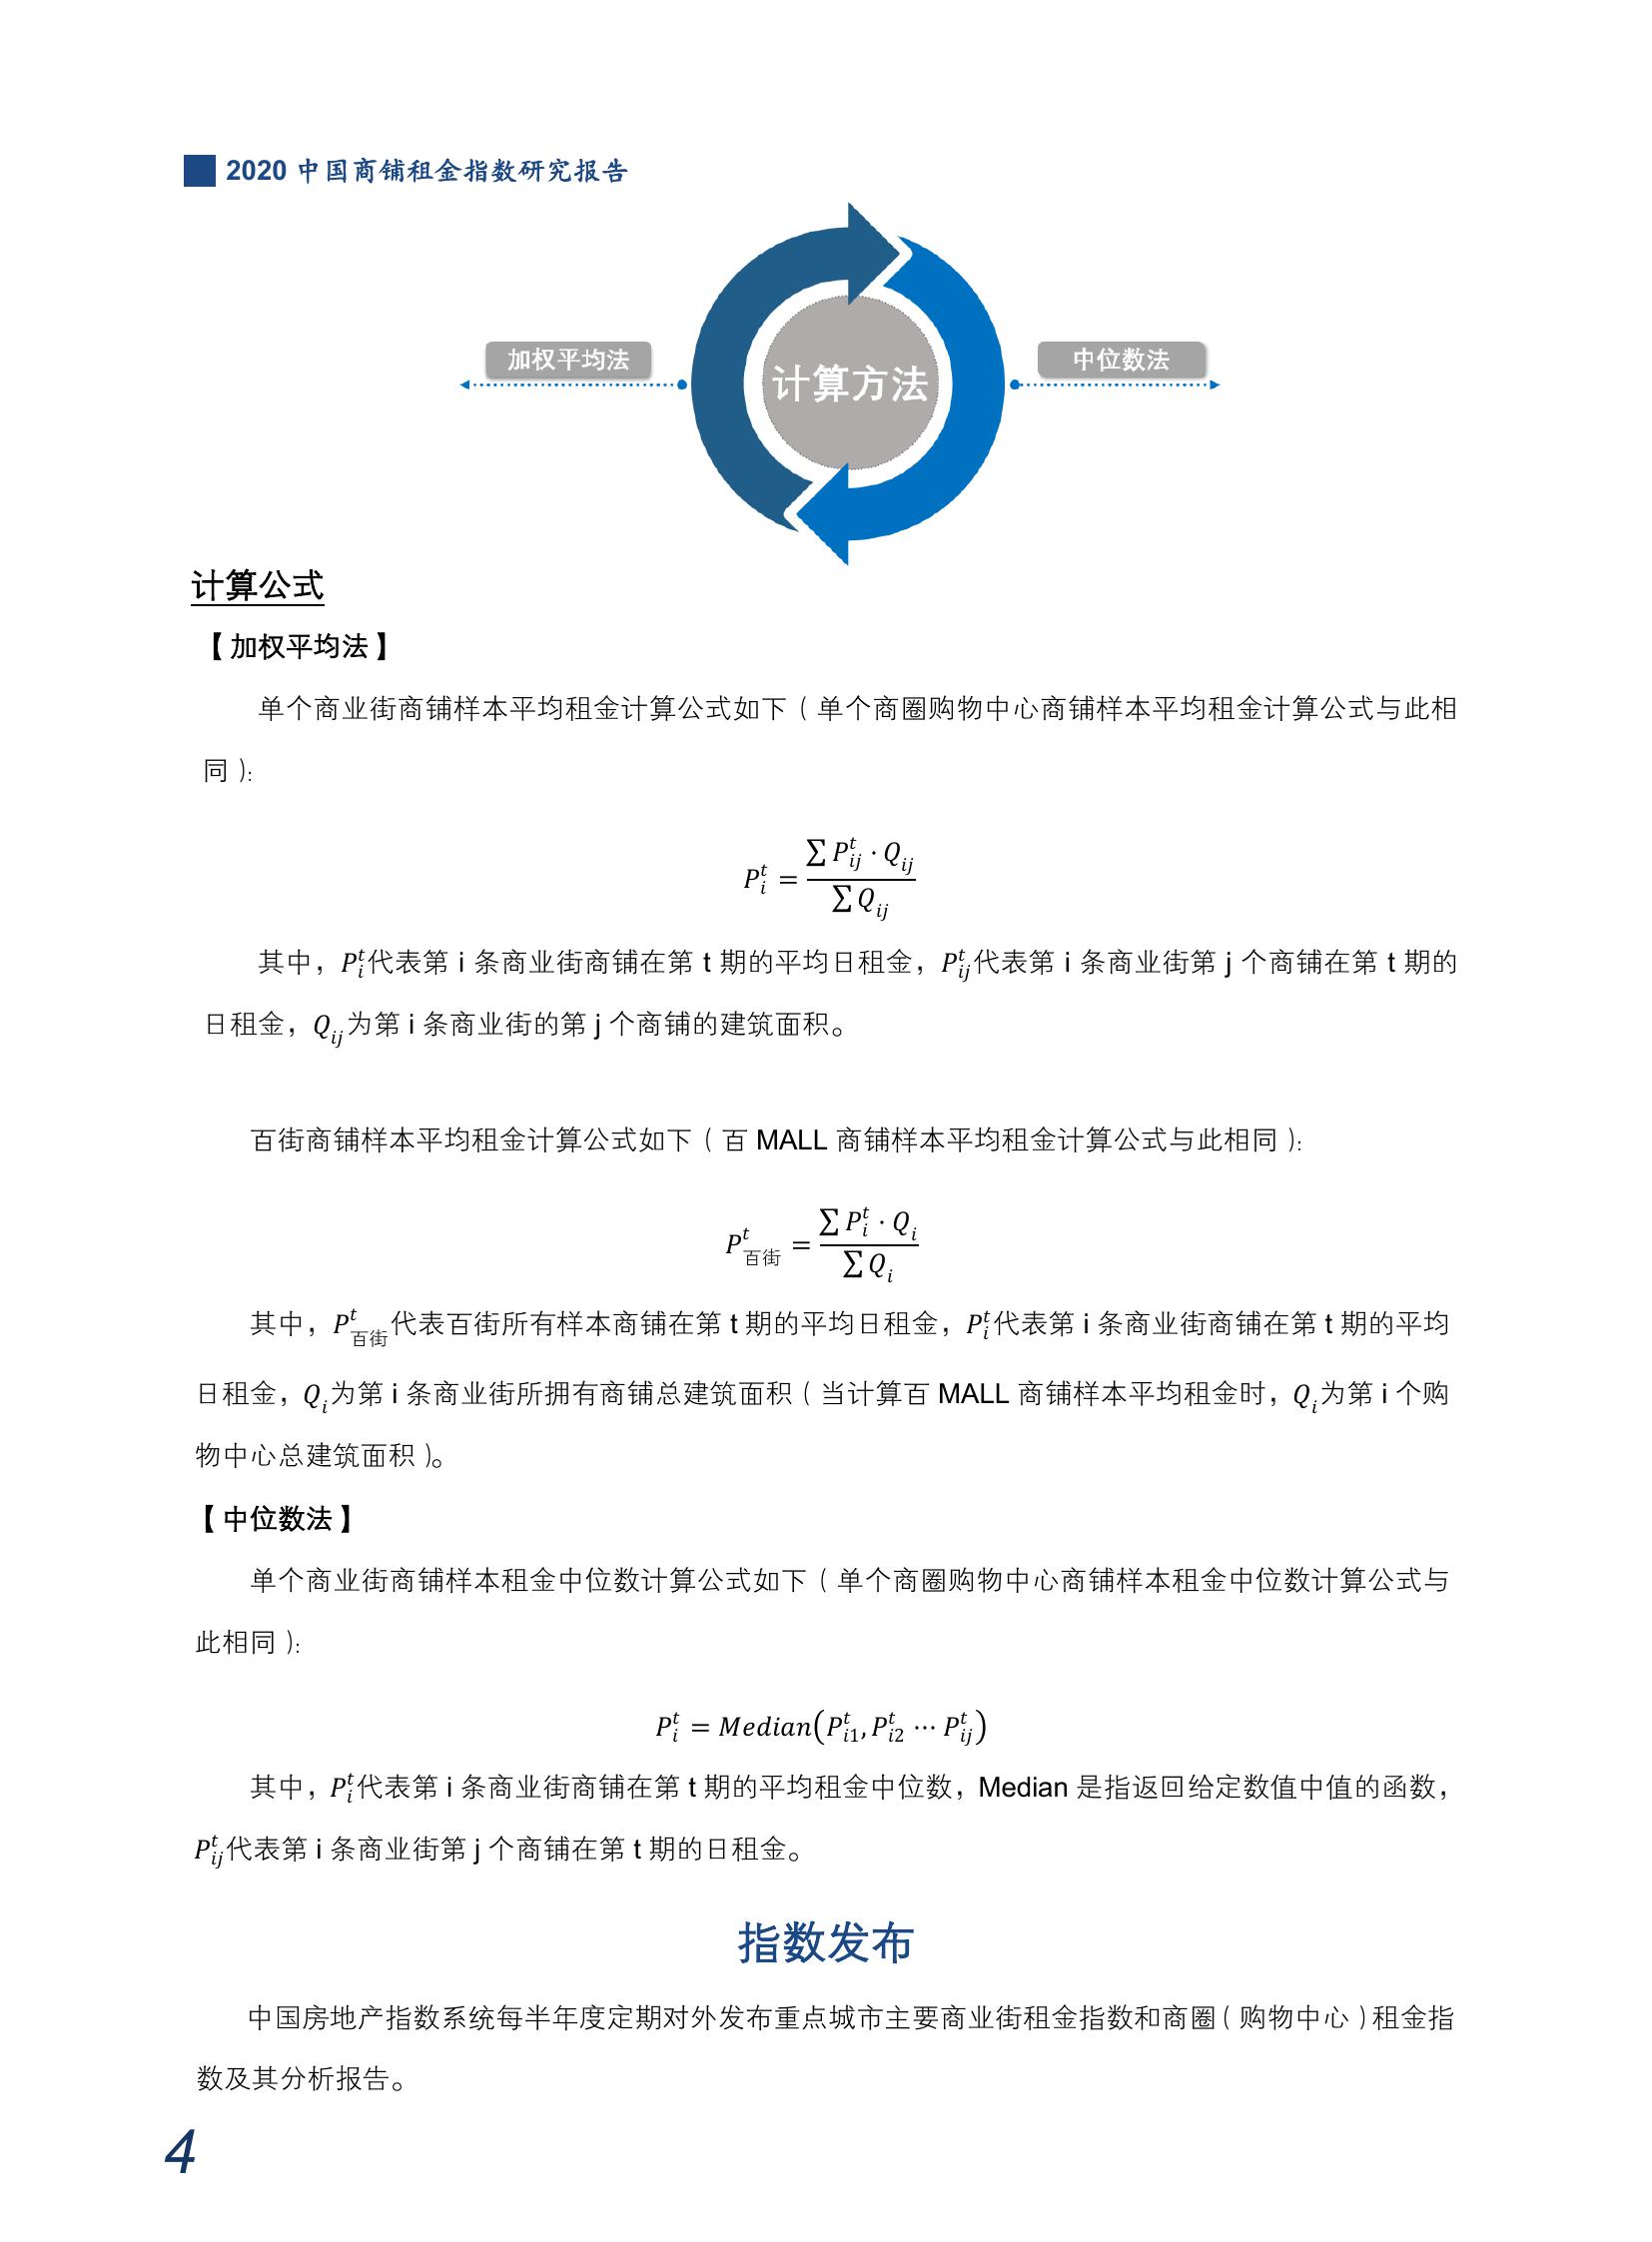 2020 中国商铺租金指数研究报告
加权平均法
计算方法
中位数法
计算公式
【加权平均法】
单个商业街商铺样本平均租金计算公式如下（单个商圈购物中心商铺样本平均租金计算公式与此相
同）：
$P_i^t = \frac{\sum P_{ij}^t \cdot Q_{ij}}{\sum Q_{ij}}$
其中，$P_i^t$代表第 i 条商业街商铺在第 t 期的平均日租金，$P_{ij}^t$代表第 i 条商业街第 j 个商铺在第 t 期的
日租金，$Q_{ij}$为第 i 条商业街的第 j 个商铺的建筑面积。
百街商铺样本平均租金计算公式如下（百 MALL 商铺样本平均租金计算公式与此相同）：
$P_{百街}^t = \frac{\sum P_i^t \cdot Q_i}{\sum Q_i}$
其中，$P_{百街}^t$代表百街所有样本商铺在第 t 期的平均日租金，$P_i^t$代表第 i 条商业街商铺在第 t 期的平均
日租金，$Q_i$为第 i 条商业街所拥有商铺总建筑面积（当计算百 MALL 商铺样本平均租金时，$Q_i$为第 i 个购
物中心总建筑面积）。
【中位数法】
单个商业街商铺样本租金中位数计算公式如下（单个商圈购物中心商铺样本租金中位数计算公式与
此相同）：
$P_i^t = Median(P_{i1}^t, P_{i2}^t \cdots P_{ij}^t)$
其中，$P_i^t$代表第 i 条商业街商铺在第 t 期的平均租金中位数，Median 是指返回给定数值中值的函数，
$P_{ij}^t$代表第 i 条商业街第 j 个商铺在第 t 期的日租金。
指数发布
中国房地产指数系统每半年度定期对外发布重点城市主要商业街租金指数和商圈（购物中心）租金指
数及其分析报告。
4